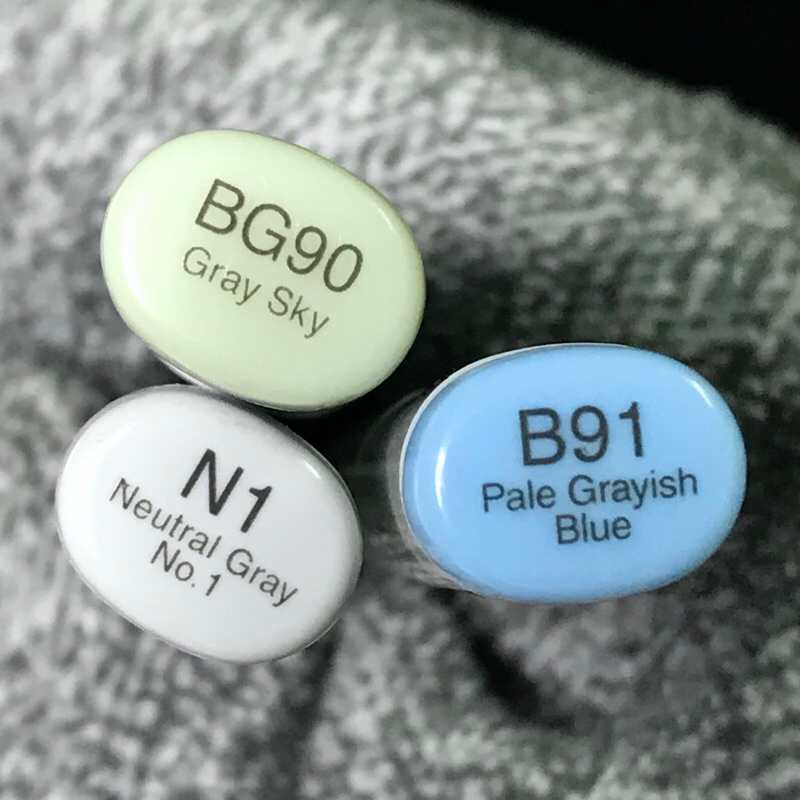 BG90
Gray Sky
N1
Neutral Gray
No.1
B91
Pale Grayish
Blue